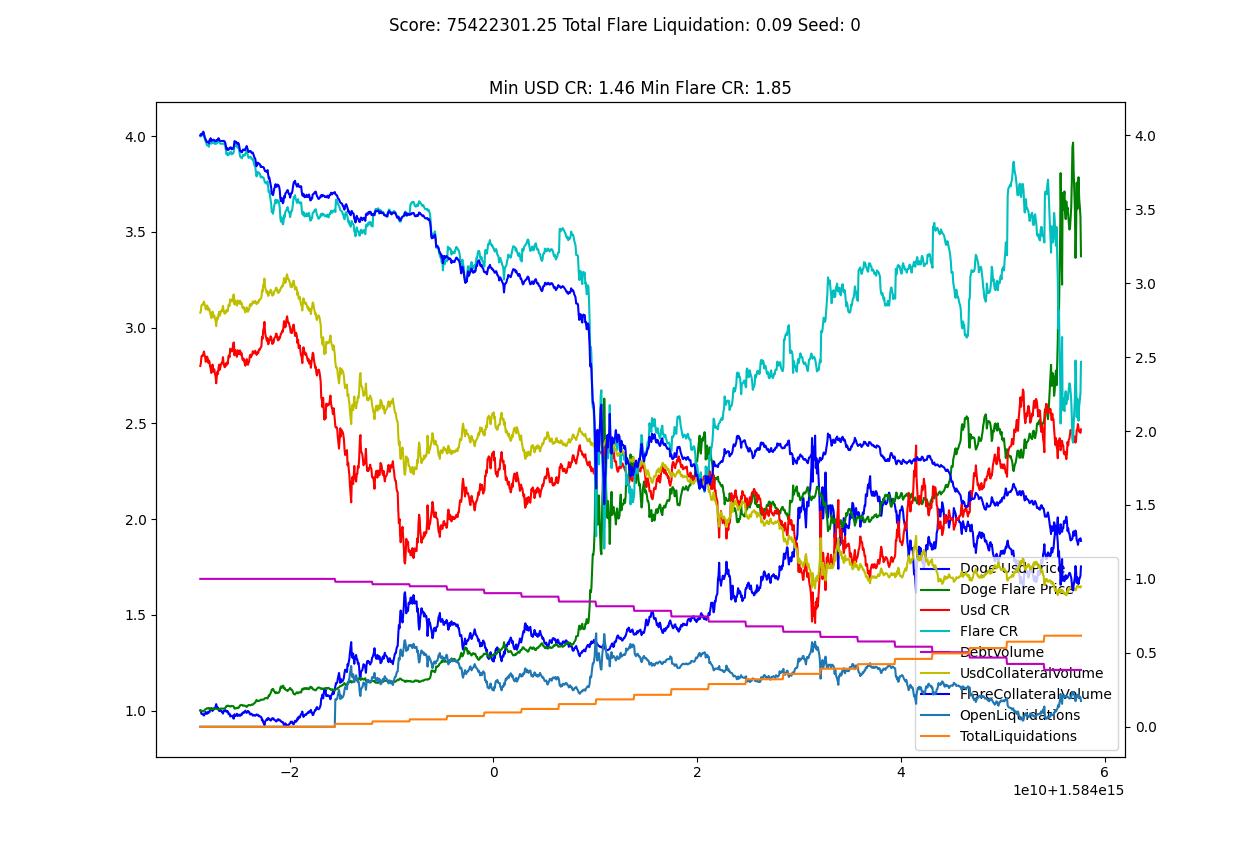 Score: 75422301.25 Total Flare Liquidation: 0.09 Seed: 0
Min USD CR: 1.46 Min Flare CR: 1.85
4.0
3.5
3.0
2.5
2.0
1.5
1.0
4.0
3.5
3.0
2.5
2.0
1.5
1.0
0.5
0.0
Doge Usd Price
Doge Flare Price
Usd CR
Flare CR
DebtVolume
UsdCollateralVolume
FlareCollateralVolume
OpenLiquidations
TotalLiquidations
−2 0 2 4 6
1e10+1.584e15